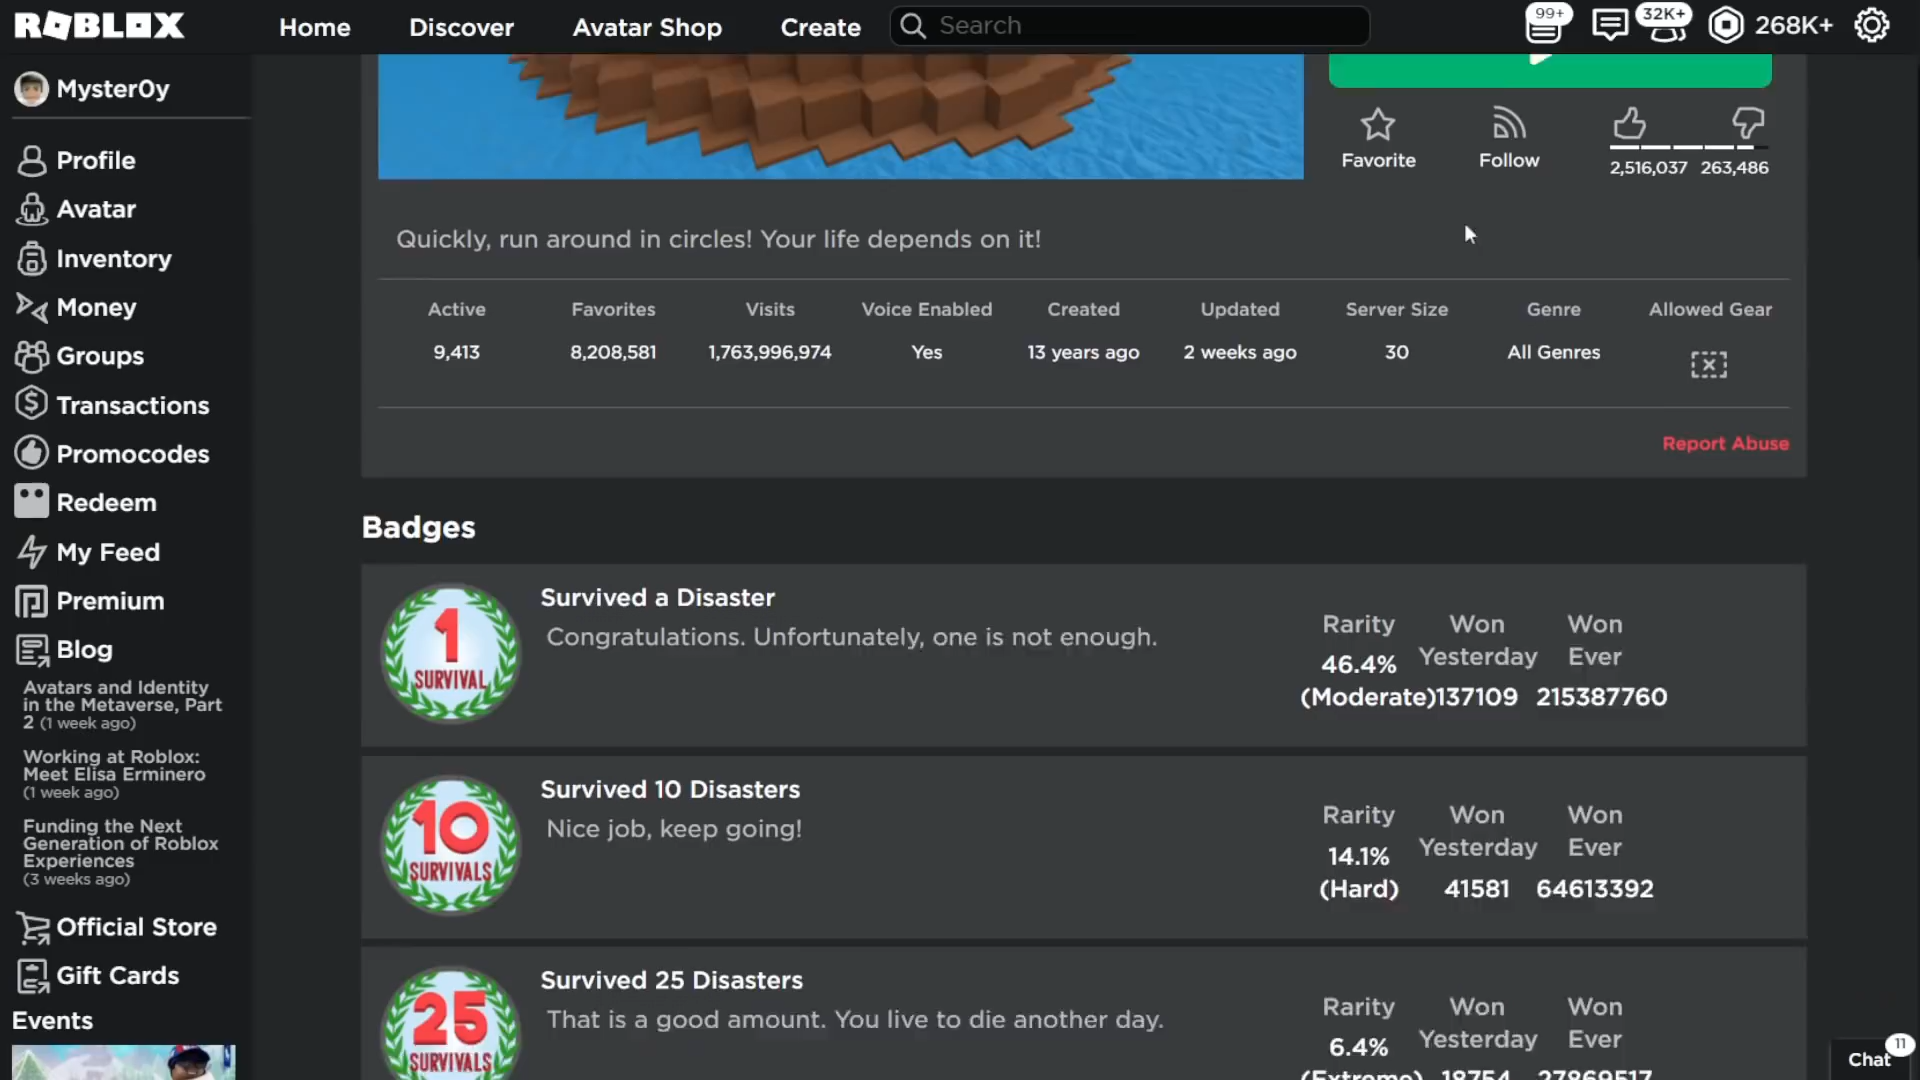 ROBLOX
Home
Discover
Avatar Shop
Create
Search
99+
32K+
268K+
Myster0y
Profile
Avatar
Inventory
Money
Groups
Transactions
Promocodes
Redeem
My Feed
Premium
Blog
Avatars and Identity
in the Metaverse, Part
2 (1 week ago)
Working at Roblox:
Meet Elisa Erminero
(1 week ago)
Funding the Next
Generation of Roblox
Experiences
(3 weeks ago)
Official Store
Gift Cards
Events
Favorite
Follow
2,516,037 263,486
Quickly, run around in circles! Your life depends on it!
Active Favorites Visits Voice Enabled Created Updated Server Size Genre Allowed Gear
9,413 8,208,581 1,763,996,974 Yes 13 years ago 2 weeks ago 30 All Genres
Report Abuse
Badges
1
SURVIVAL
Survived a Disaster
Congratulations. Unfortunately, one is not enough.
Rarity Won Won
Yesterday Ever
46.4%
(Moderate) 137109 215387760
10
SURVIVALS
Survived 10 Disasters
Nice job, keep going!
Rarity Won Won
Yesterday Ever
14.1%
(Hard) 41581 64613392
25
SURVIVALS
Survived 25 Disasters
That is a good amount. You live to die another day.
Rarity Won Won
Yesterday Ever
6.4%
(Extreme) 18754 27869517
Chat
11